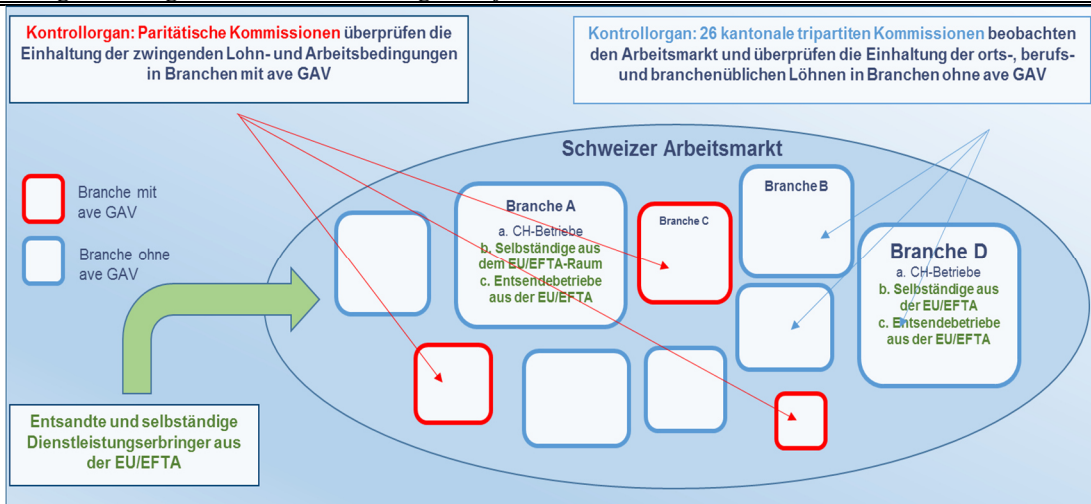 Kontrollorgan: Paritätische Kommissionen überprüfen die
Einhaltung der zwingenden Lohn- und Arbeitsbedingungen
in Branchen mit ave GAV
Kontrollorgan: 26 kantonale tripartiten Kommissionen beobachten
den Arbeitsmarkt und überprüfen die Einhaltung der orts-, berufs-
und branchenüblichen Löhnen in Branchen ohne ave GAV
Schweizer Arbeitsmarkt
Branche mit
ave GAV
Branche ohne
ave GAV
Branche A
a. CH-Betriebe
b. Selbständige aus
dem EU/EFTA-Raum
c. Entsendebetriebe
aus der EU/EFTA
Branche C
Branche B
Branche D
a. CH-Betriebe
b. Selbständige aus
der EU/EFTA
c. Entsendebetriebe
aus der EU/EFTA
Entsandte und selbständige
Dienstleistungserbringer aus
der EU/EFTA